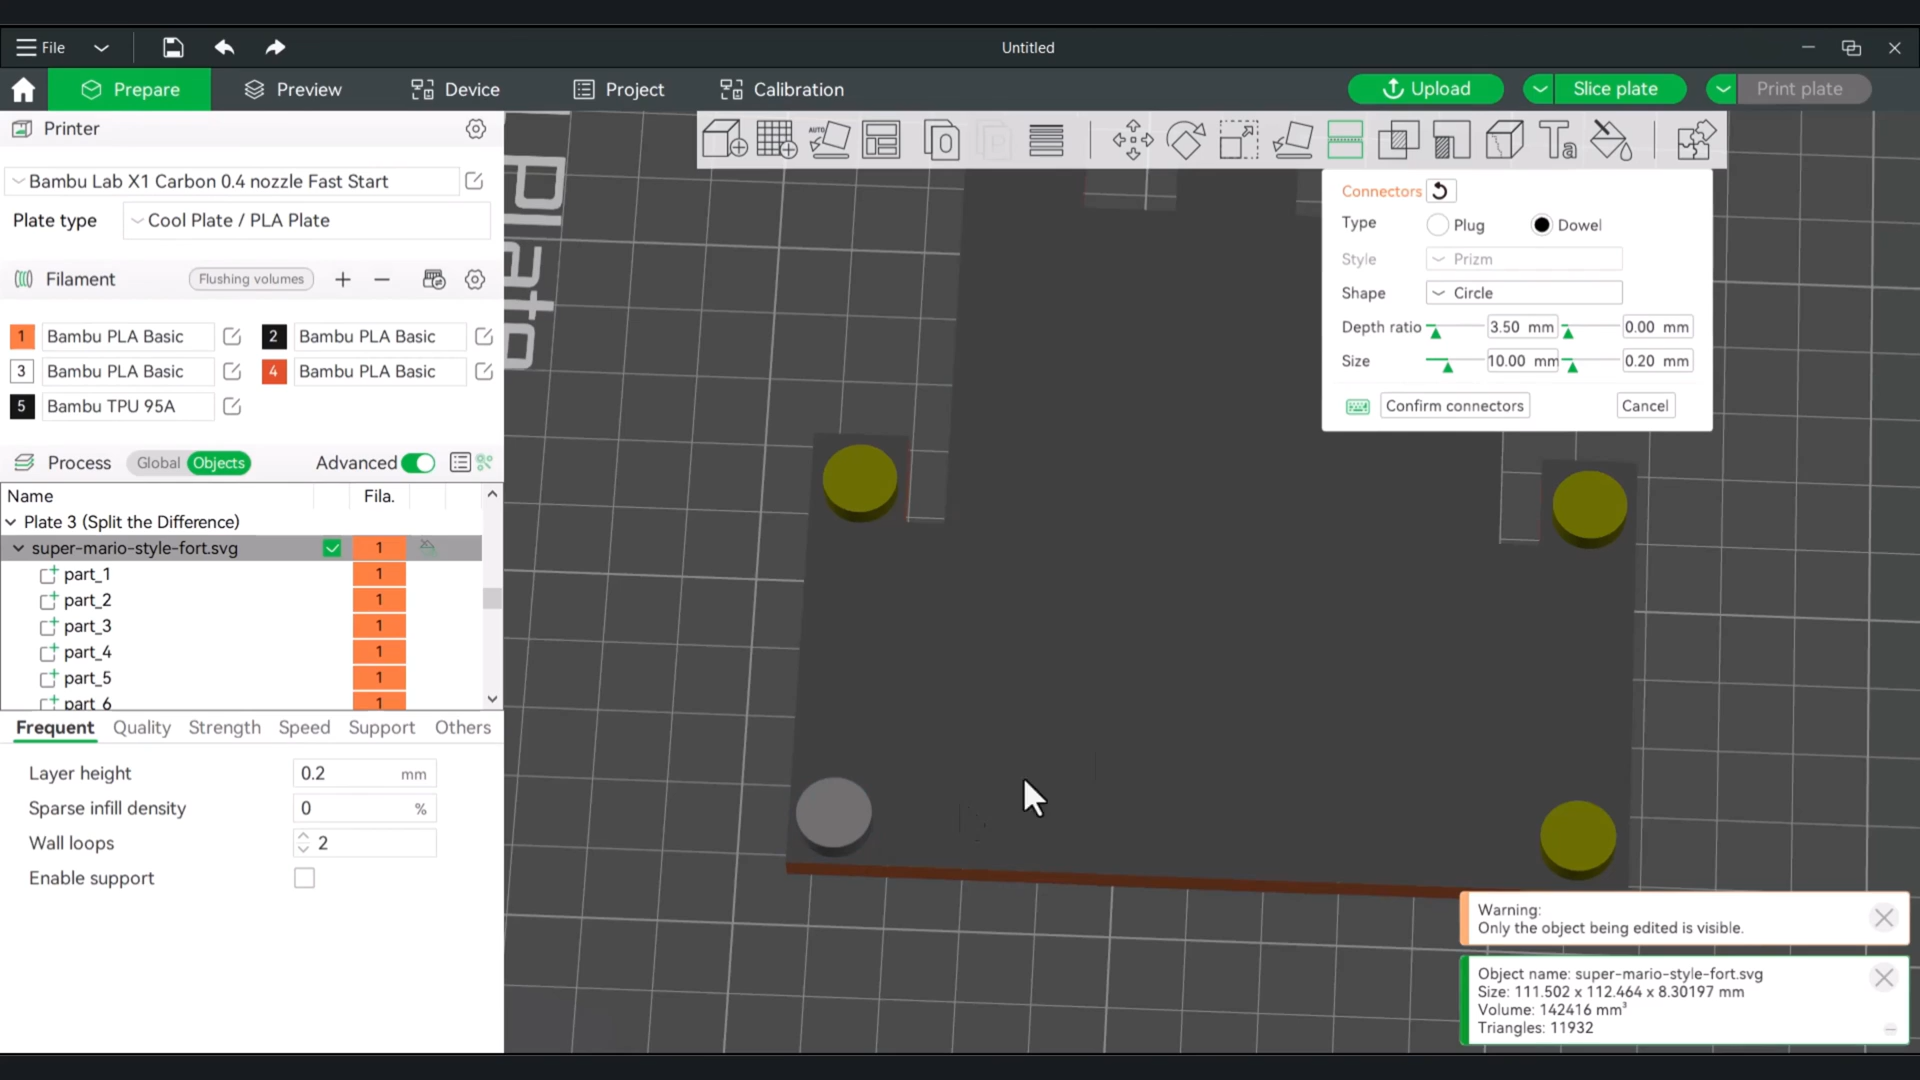 File
Untitled
Prepare
Preview
Device
Project
Calibration
Upload
Slice plate
Print plate
Printer
Bambu Lab X1 Carbon 0.4 nozzle Fast Start
Plate type
Cool Plate / PLA Plate
Filament
Flushing volumes
1 Bambu PLA Basic
2 Bambu PLA Basic
3 Bambu PLA Basic
4 Bambu PLA Basic
5 Bambu TPU 95A
Process
Global
Objects
Advanced
Name
Fila.
Plate 3 (Split the Difference)
super-mario-style-fort.svg 1
part_1 1
part_2 1
part_3 1
part_4 1
part_5 1
part_6 1
Frequent
Quality
Strength
Speed
Support
Others
Layer height 0.2 mm
Sparse infill density 0 %
Wall loops 2
Enable support
Plate
AUTO
Connectors
Type Plug Dowel
Style Prizm
Shape Circle
Depth ratio 3.50 mm 0.00 mm
Size 10.00 mm 0.20 mm
Confirm connectors
Cancel
Warning:
Only the object being edited is visible.
Object name: super-mario-style-fort.svg
Size: 111.502 x 112.464 x 8.30197 mm
Volume: 142416 mm³
Triangles: 11932